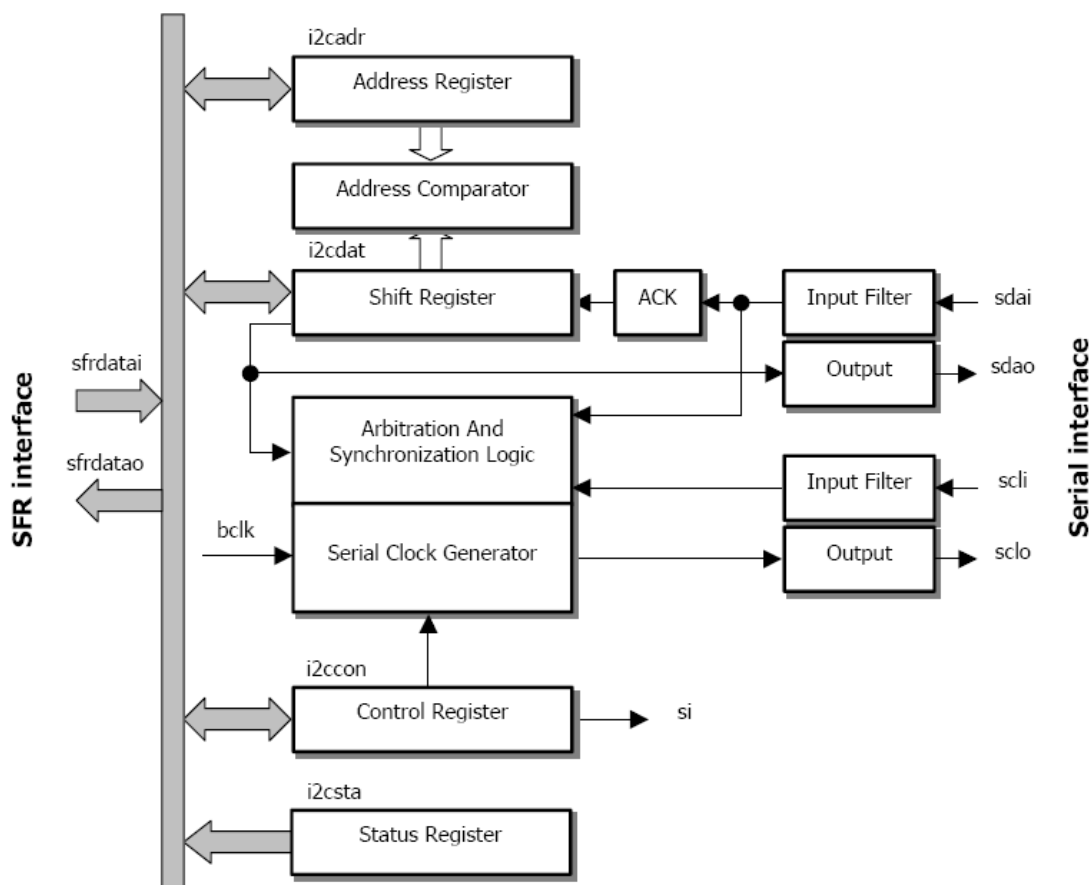 i2cadr
Address Register
Address Comparator
i2cdat
Shift Register
ACK
Input Filter
sdai
Output
sdao
sfrdatai
SFR interface
sfrdatao
Arbitration And
Synchronization Logic
Input Filter
scli
Serial interface
bclk
Serial Clock Generator
Output
sclo
i2ccon
Control Register
si
i2csta
Status Register